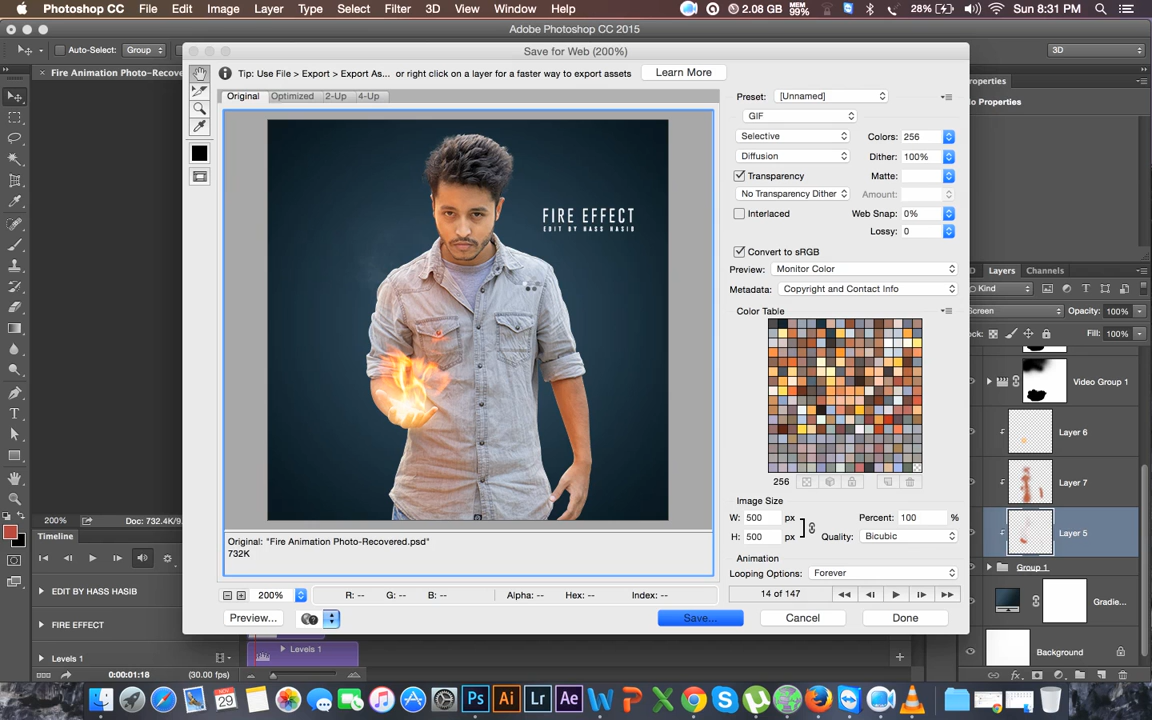 Photoshop CC File Edit Image Layer Type Select Filter 3D View Window Help 2.08 GB MEM 99% 28% Sun 8:31 PM
Adobe Photoshop CC 2015
Auto-Select: Group 3D
Save for Web (200%)
Fire Animation Photo-Recove
Tip: Use File > Export > Export As... or right click on a layer for a faster way to export assets Learn More
Original Optimized 2-Up 4-Up
Preset: [Unnamed]
GIF
Selective Colors: 256
Diffusion Dither: 100%
Transparency Matte:
No Transparency Dither Amount:
Interlaced Web Snap: 0%
Lossy: 0
Convert to sRGB
Preview: Monitor Color
Metadata: Copyright and Contact Info
Color Table
256
Image Size
W: 500 px Percent: 100 %
H: 500 px Quality: Bicubic
Animation
Looping Options: Forever
14 of 147
FIRE EFFECT
EDIT BY HASS HASIB
Original: "Fire Animation Photo-Recovered.psd"
732K
200% R: -- G: -- B: -- Alpha: -- Hex: -- Index: --
Preview... Save... Cancel Done
roperties
o Properties
D Layers Channels
Kind
Screen Opacity: 100%
ock: Fill: 100%
Video Group 1
Layer 6
Layer 7
Layer 5
Group 1
Gradie...
Background
200% Doc: 732.4K/9.
Timeline
EDIT BY HASS HASIB
FIRE EFFECT
Levels 1 Levels 1
0:00:01:18 (30.00 fps)
29
Ps Ai Lr Ae